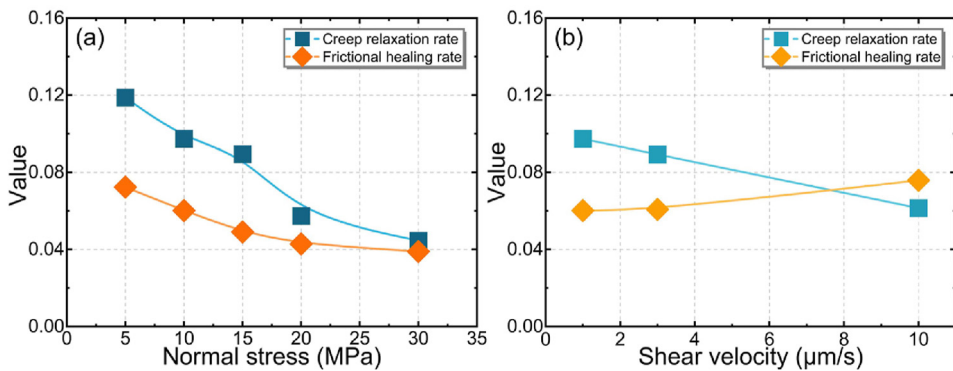 (a)
Creep relaxation rate
Frictional healing rate
Value
0.16
0.12
0.08
0.04
0.00
0 5 10 15 20 25 30 35
Normal stress (MPa)
(b)
Creep relaxation rate
Frictional healing rate
Value
0.16
0.12
0.08
0.04
0.00
0 2 4 6 8 10
Shear velocity (μm/s)